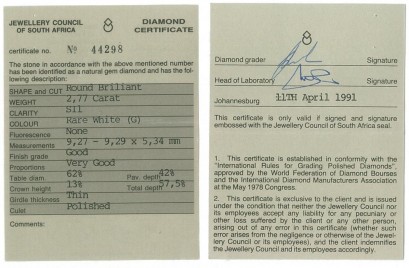 JEWELLERY COUNCIL
OF SOUTH AFRICA
DIAMOND
CERTIFICATE
certificate no. Nº 44298
The stone in accordance with the above mentioned number
has been identified as a natural gem diamond and has the fol-
lowing description:
SHAPE and CUT Round Briliant
WEIGHT 2,77 Carat
CLARITY SiI
COLOUR Rare White (G)
Fluorescence None
Measurements 9,27 - 9,29 x 5,34 mm
Finish grade Good
Proportions Very Good
Table diam 62% Pav. depth 42%
Crown height 13% Total depth 57,5%
Girdle thickness Thin
Culet Polished
Comments:
Diamond grader Signature
Head of Laboratory Signature
Johannesburg 11TH April 1991
This certificate is only valid if signed and signature
embossed with the Jewellery Council of South Africa seal.
1. This certificate is established in conformity with the
"International Rules for Grading Polished Diamonds",
approved by the World Federation of Diamond Bourses
and the International Diamond Manufacturers Association
at the May 1978 Congress.
2. This certificate is exclusive to the client and is issued
under the condition that neither the Jewellery Council nor
its employees accept any liability for any pecuniary or
other loss suffered by the client or any other person,
arising out of any error in this certificate (whether such
error arises from the negligence or otherwise of the Jewel-
lery Council or its employees), and the client indemnifies
the Jewellery Council and its employees accordingly.